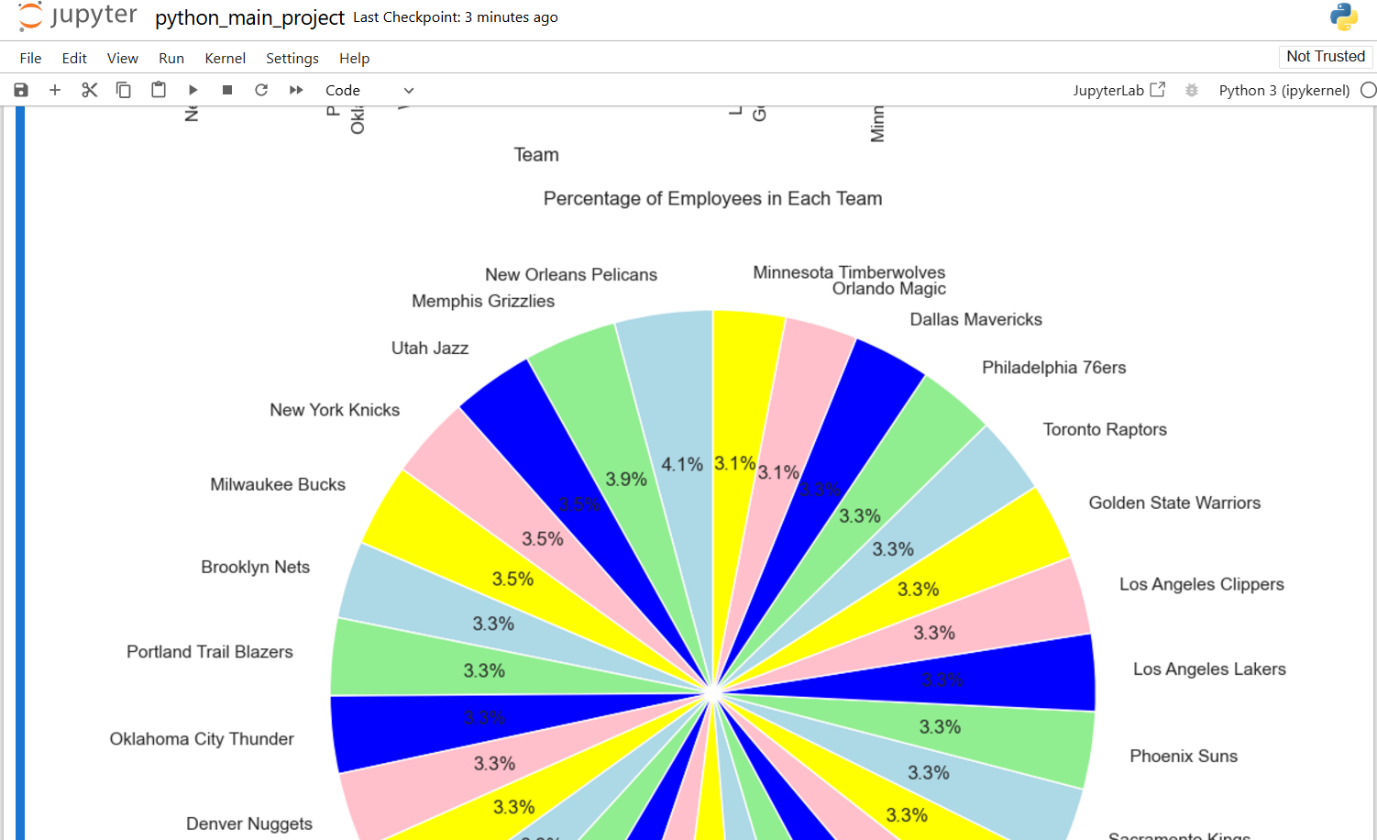 jupyter python_main_project Last Checkpoint: 3 minutes ago
File Edit View Run Kernel Settings Help
Not Trusted
Code
JupyterLab
Python 3 (ipykernel)
Team
Percentage of Employees in Each Team
New Orleans Pelicans
Minnesota Timberwolves
Orlando Magic
Memphis Grizzlies
Dallas Mavericks
Utah Jazz
Philadelphia 76ers
New York Knicks
Toronto Raptors
4.1% 3.1%
3.1%
3.9%
Milwaukee Bucks
3.3%
3.5%
Golden State Warriors
3.3%
3.5%
3.3%
Brooklyn Nets
3.5%
3.3%
Los Angeles Clippers
3.3%
3.3%
Portland Trail Blazers
3.3%
3.3%
Los Angeles Lakers
3.3%
3.3%
Oklahoma City Thunder
3.3%
Phoenix Suns
3.3%
3.3%
3.3%
3.3%
Denver Nuggets
Sacramento Kings